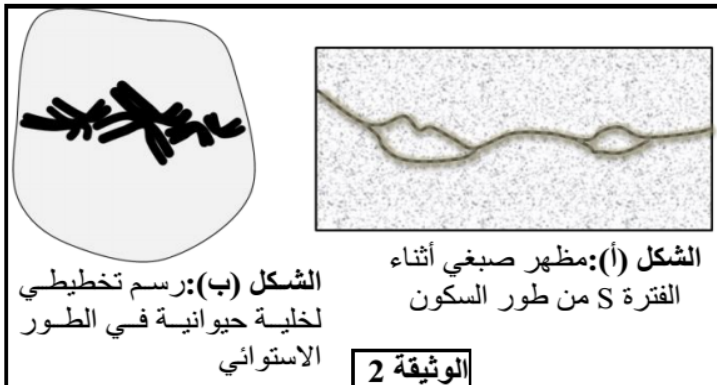 الشكل (أ):مظهر صبغي أثناء
الفترة S من طور السكون
الشكل (ب):رسم تخطيطي
لخلية حيوانية في الطور
الاستوائي
الوثيقة 2